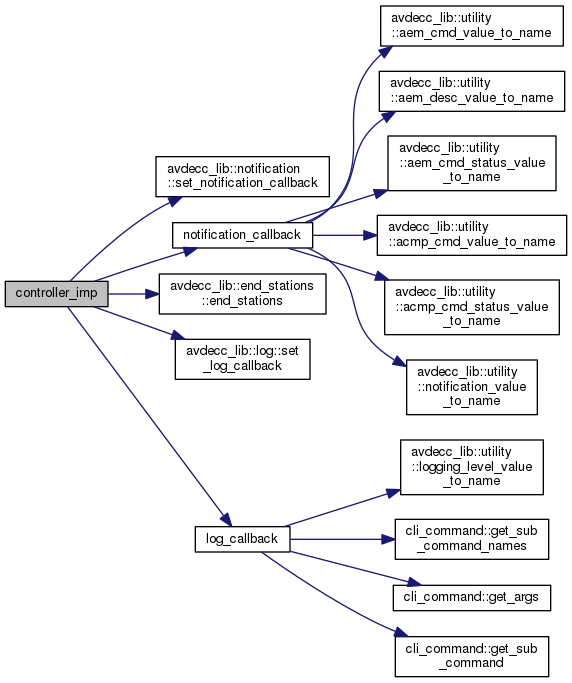 avdecc_lib::utility
::aem_cmd_value_to_name
avdecc_lib::utility
::aem_desc_value_to_name
avdecc_lib::utility
::aem_cmd_status_value
_to_name
avdecc_lib::notification
::set_notification_callback
notification_callback
avdecc_lib::utility
::acmp_cmd_value_to_name
controller_imp
avdecc_lib::end_stations
::end_stations
avdecc_lib::utility
::acmp_cmd_status_value
_to_name
avdecc_lib::log::set
_log_callback
avdecc_lib::utility
::notification_value
_to_name
avdecc_lib::utility
::logging_level_value
_to_name
log_callback
cli_command::get_sub
_command_names
cli_command::get_args
cli_command::get_sub
_command